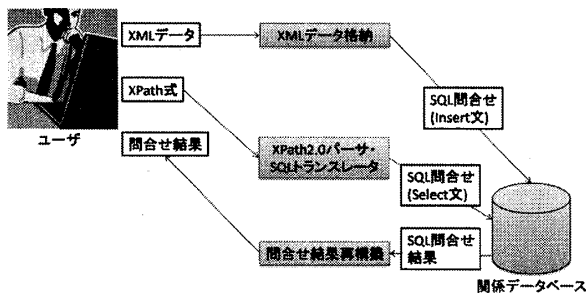 XMLデータ
XMLデータ格納
XPath式
SQL問合せ
(Insert文)
ユーザ
問合せ結果
XPath2.0パーサ・
SQLトランスレータ
SQL問合せ
(Select文)
SQL問合せ
結果
問合せ結果再構築
関係データベース